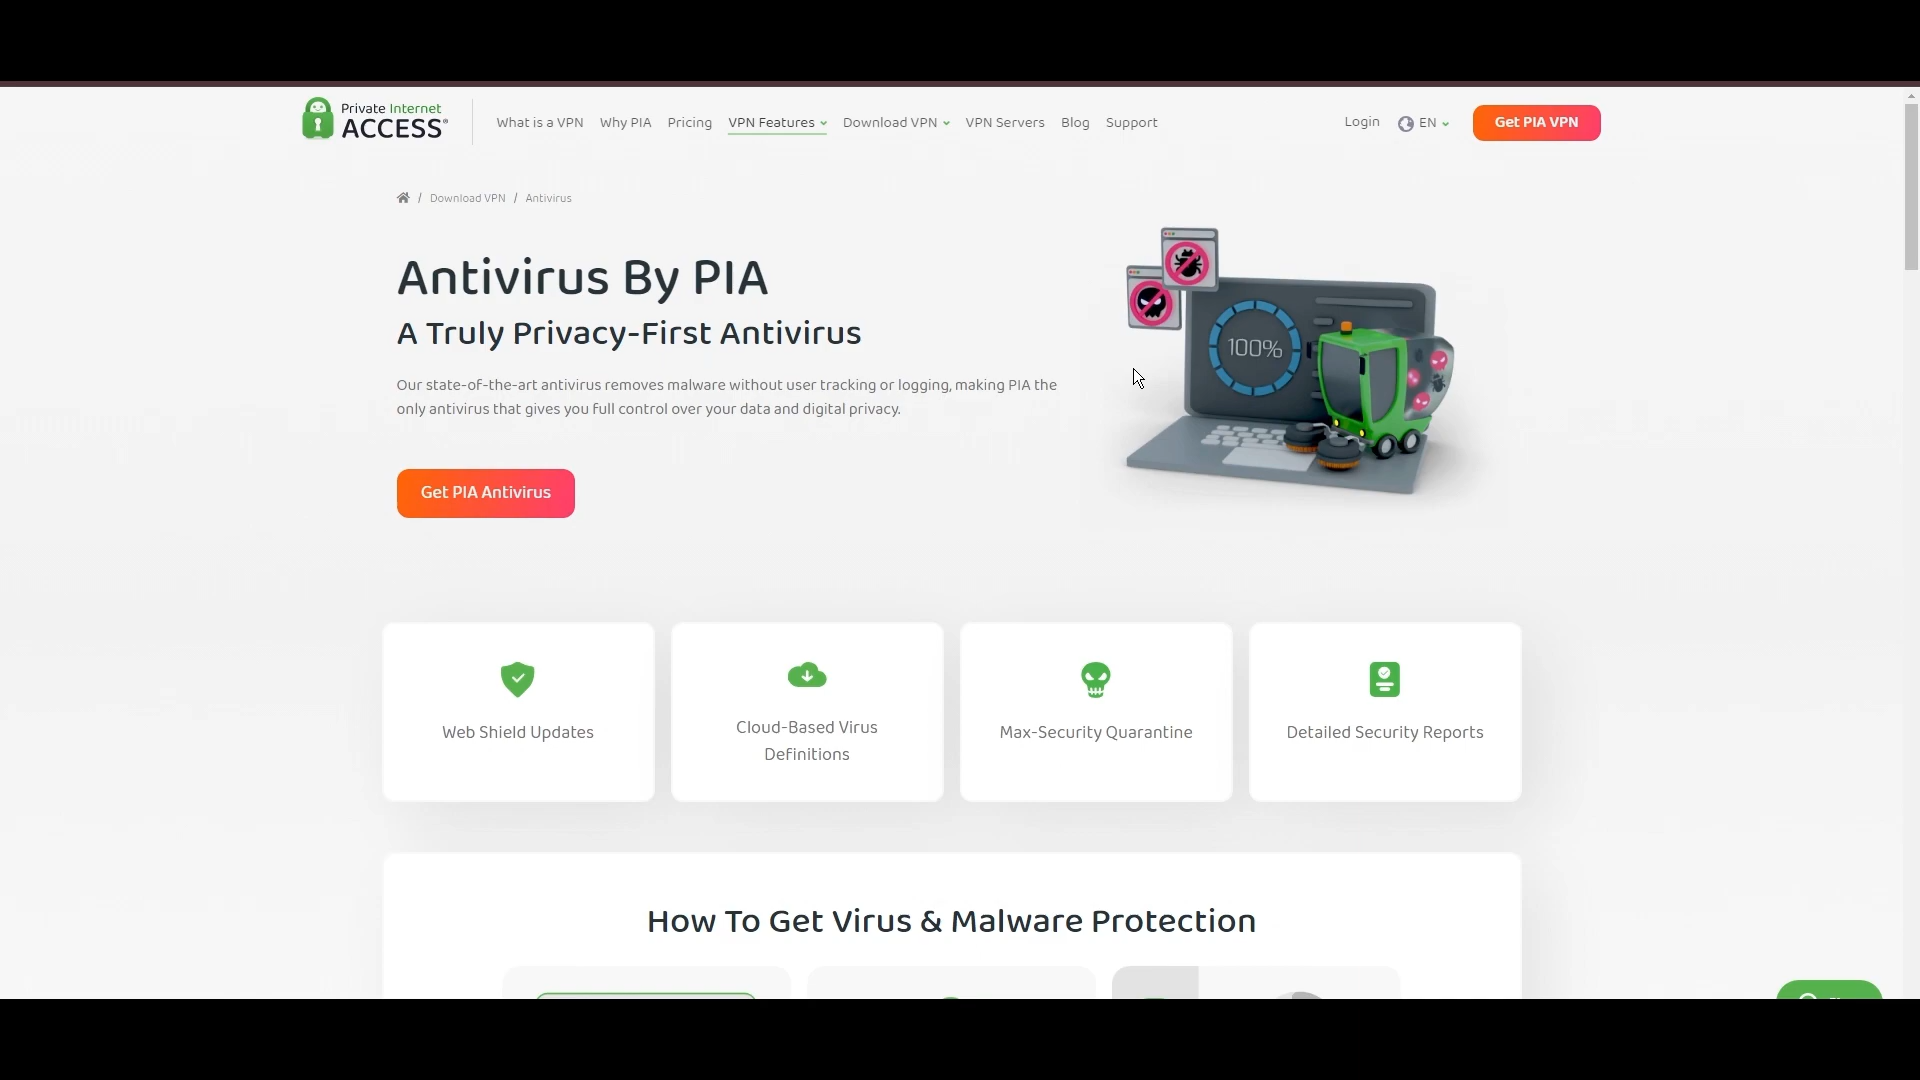 Private Internet
ACCESS®
What is a VPN
Why PIA
Pricing
VPN Features
Download VPN
VPN Servers
Blog
Support
Login
EN
Get PIA VPN
/ Download VPN / Antivirus
Antivirus By PIA
A Truly Privacy-First Antivirus
Our state-of-the-art antivirus removes malware without user tracking or logging, making PIA the
only antivirus that gives you full control over your data and digital privacy.
Get PIA Antivirus
100%
Web Shield Updates
Cloud-Based Virus
Definitions
Max-Security Quarantine
Detailed Security Reports
How To Get Virus & Malware Protection